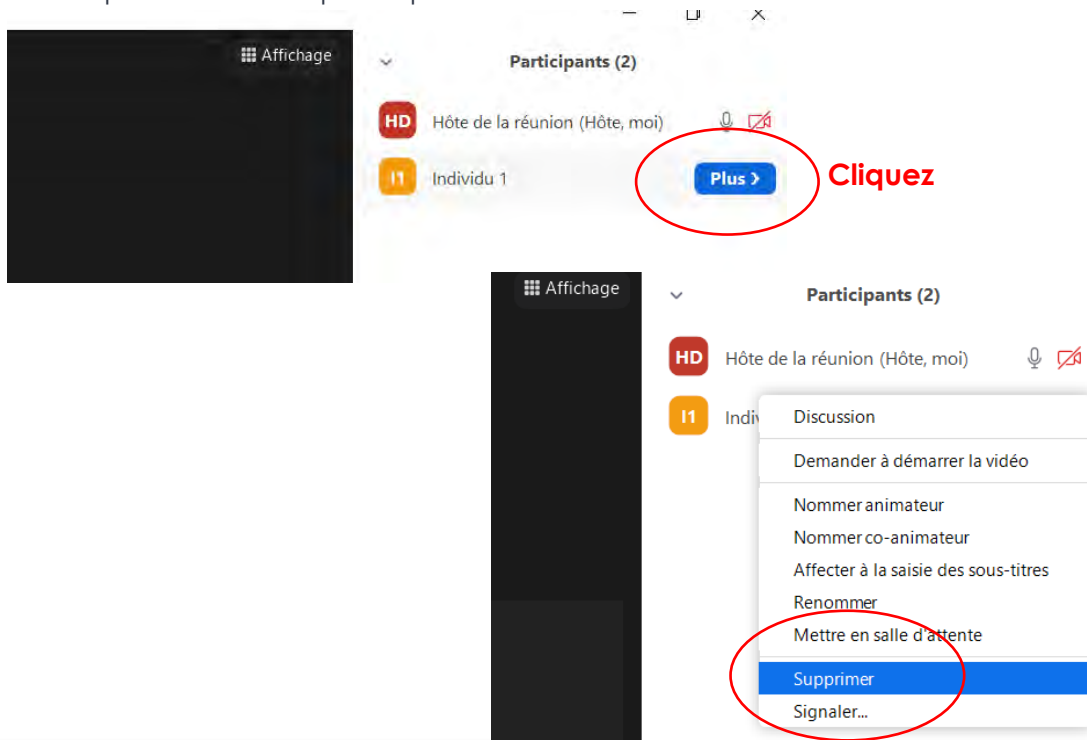 Affichage
Participants (2)
HD Hôte de la réunion (Hôte, moi)
I1 Individu 1 Plus >
Cliquez
Affichage
Participants (2)
HD Hôte de la réunion (Hôte, moi)
I1 Indiv
Discussion
Demander à démarrer la vidéo
Nommer animateur
Nommer co-animateur
Affecter à la saisie des sous-titres
Renommer
Mettre en salle d'attente
Supprimer
Signaler...